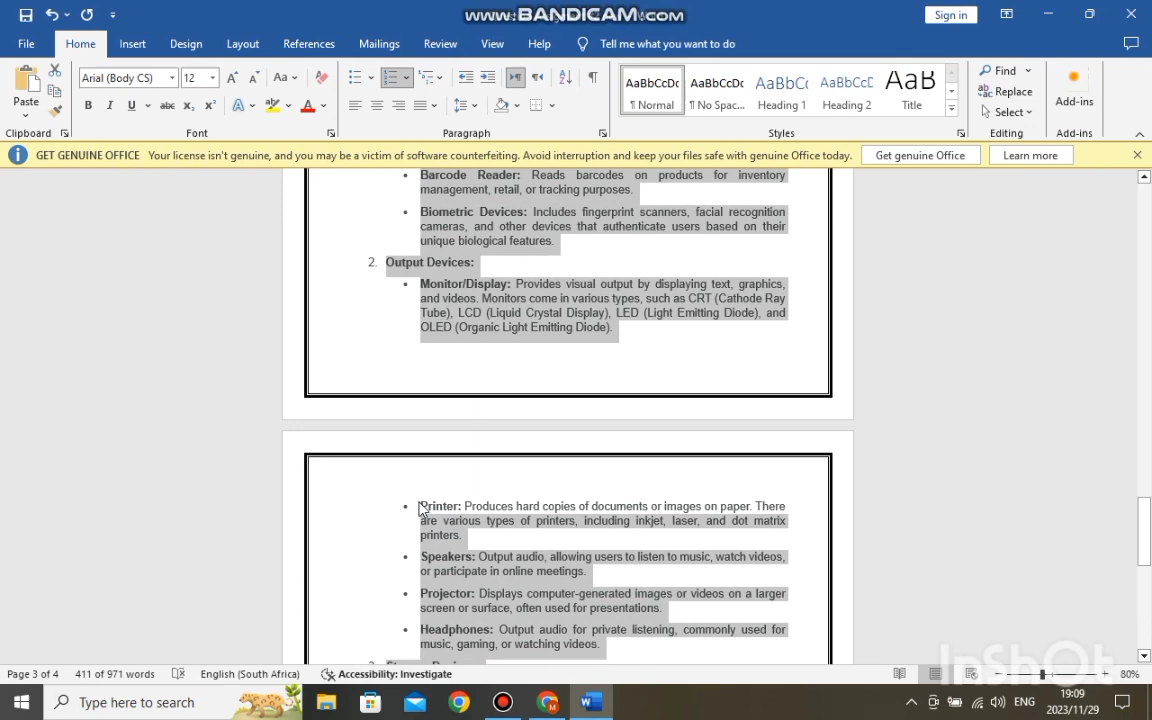 WWW.BANDICAM.COM
Sign in
File Home Insert Design Layout References Mailings Review View Help Tell me what you want to do
Paste
Clipboard
Arial (Body CS) 12 A A Aa A
B I U abc x2 x2 A A
Font
Paragraph
AaBbCcDc AaBbCcDc AaBbCc AaBbCcD AaB
¶ Normal ¶ No Spac... Heading 1 Heading 2 Title
Styles
Find
Replace
Select
Editing
Add-ins
Add-ins
GET GENUINE OFFICE Your license isn't genuine, and you may be a victim of software counterfeiting. Avoid interruption and keep your files safe with genuine Office today. Get genuine Office Learn more
• Barcode Reader: Reads barcodes on products for inventory
management, retail, or tracking purposes.
• Biometric Devices: Includes fingerprint scanners, facial recognition
cameras, and other devices that authenticate users based on their
unique biological features.
2. Output Devices:
• Monitor/Display: Provides visual output by displaying text, graphics,
and videos. Monitors come in various types, such as CRT (Cathode Ray
Tube), LCD (Liquid Crystal Display), LED (Light Emitting Diode), and
OLED (Organic Light Emitting Diode).
• Printer: Produces hard copies of documents or images on paper. There
are various types of printers, including inkjet, laser, and dot matrix
printers.
• Speakers: Output audio, allowing users to listen to music, watch videos,
or participate in online meetings.
• Projector: Displays computer-generated images or videos on a larger
screen or surface, often used for presentations.
• Headphones: Output audio for private listening, commonly used for
music, gaming, or watching videos.
InShOt
Page 3 of 4 411 of 971 words English (South Africa) Accessibility: Investigate 80%
Type here to search
ENG
19:09
2023/11/29